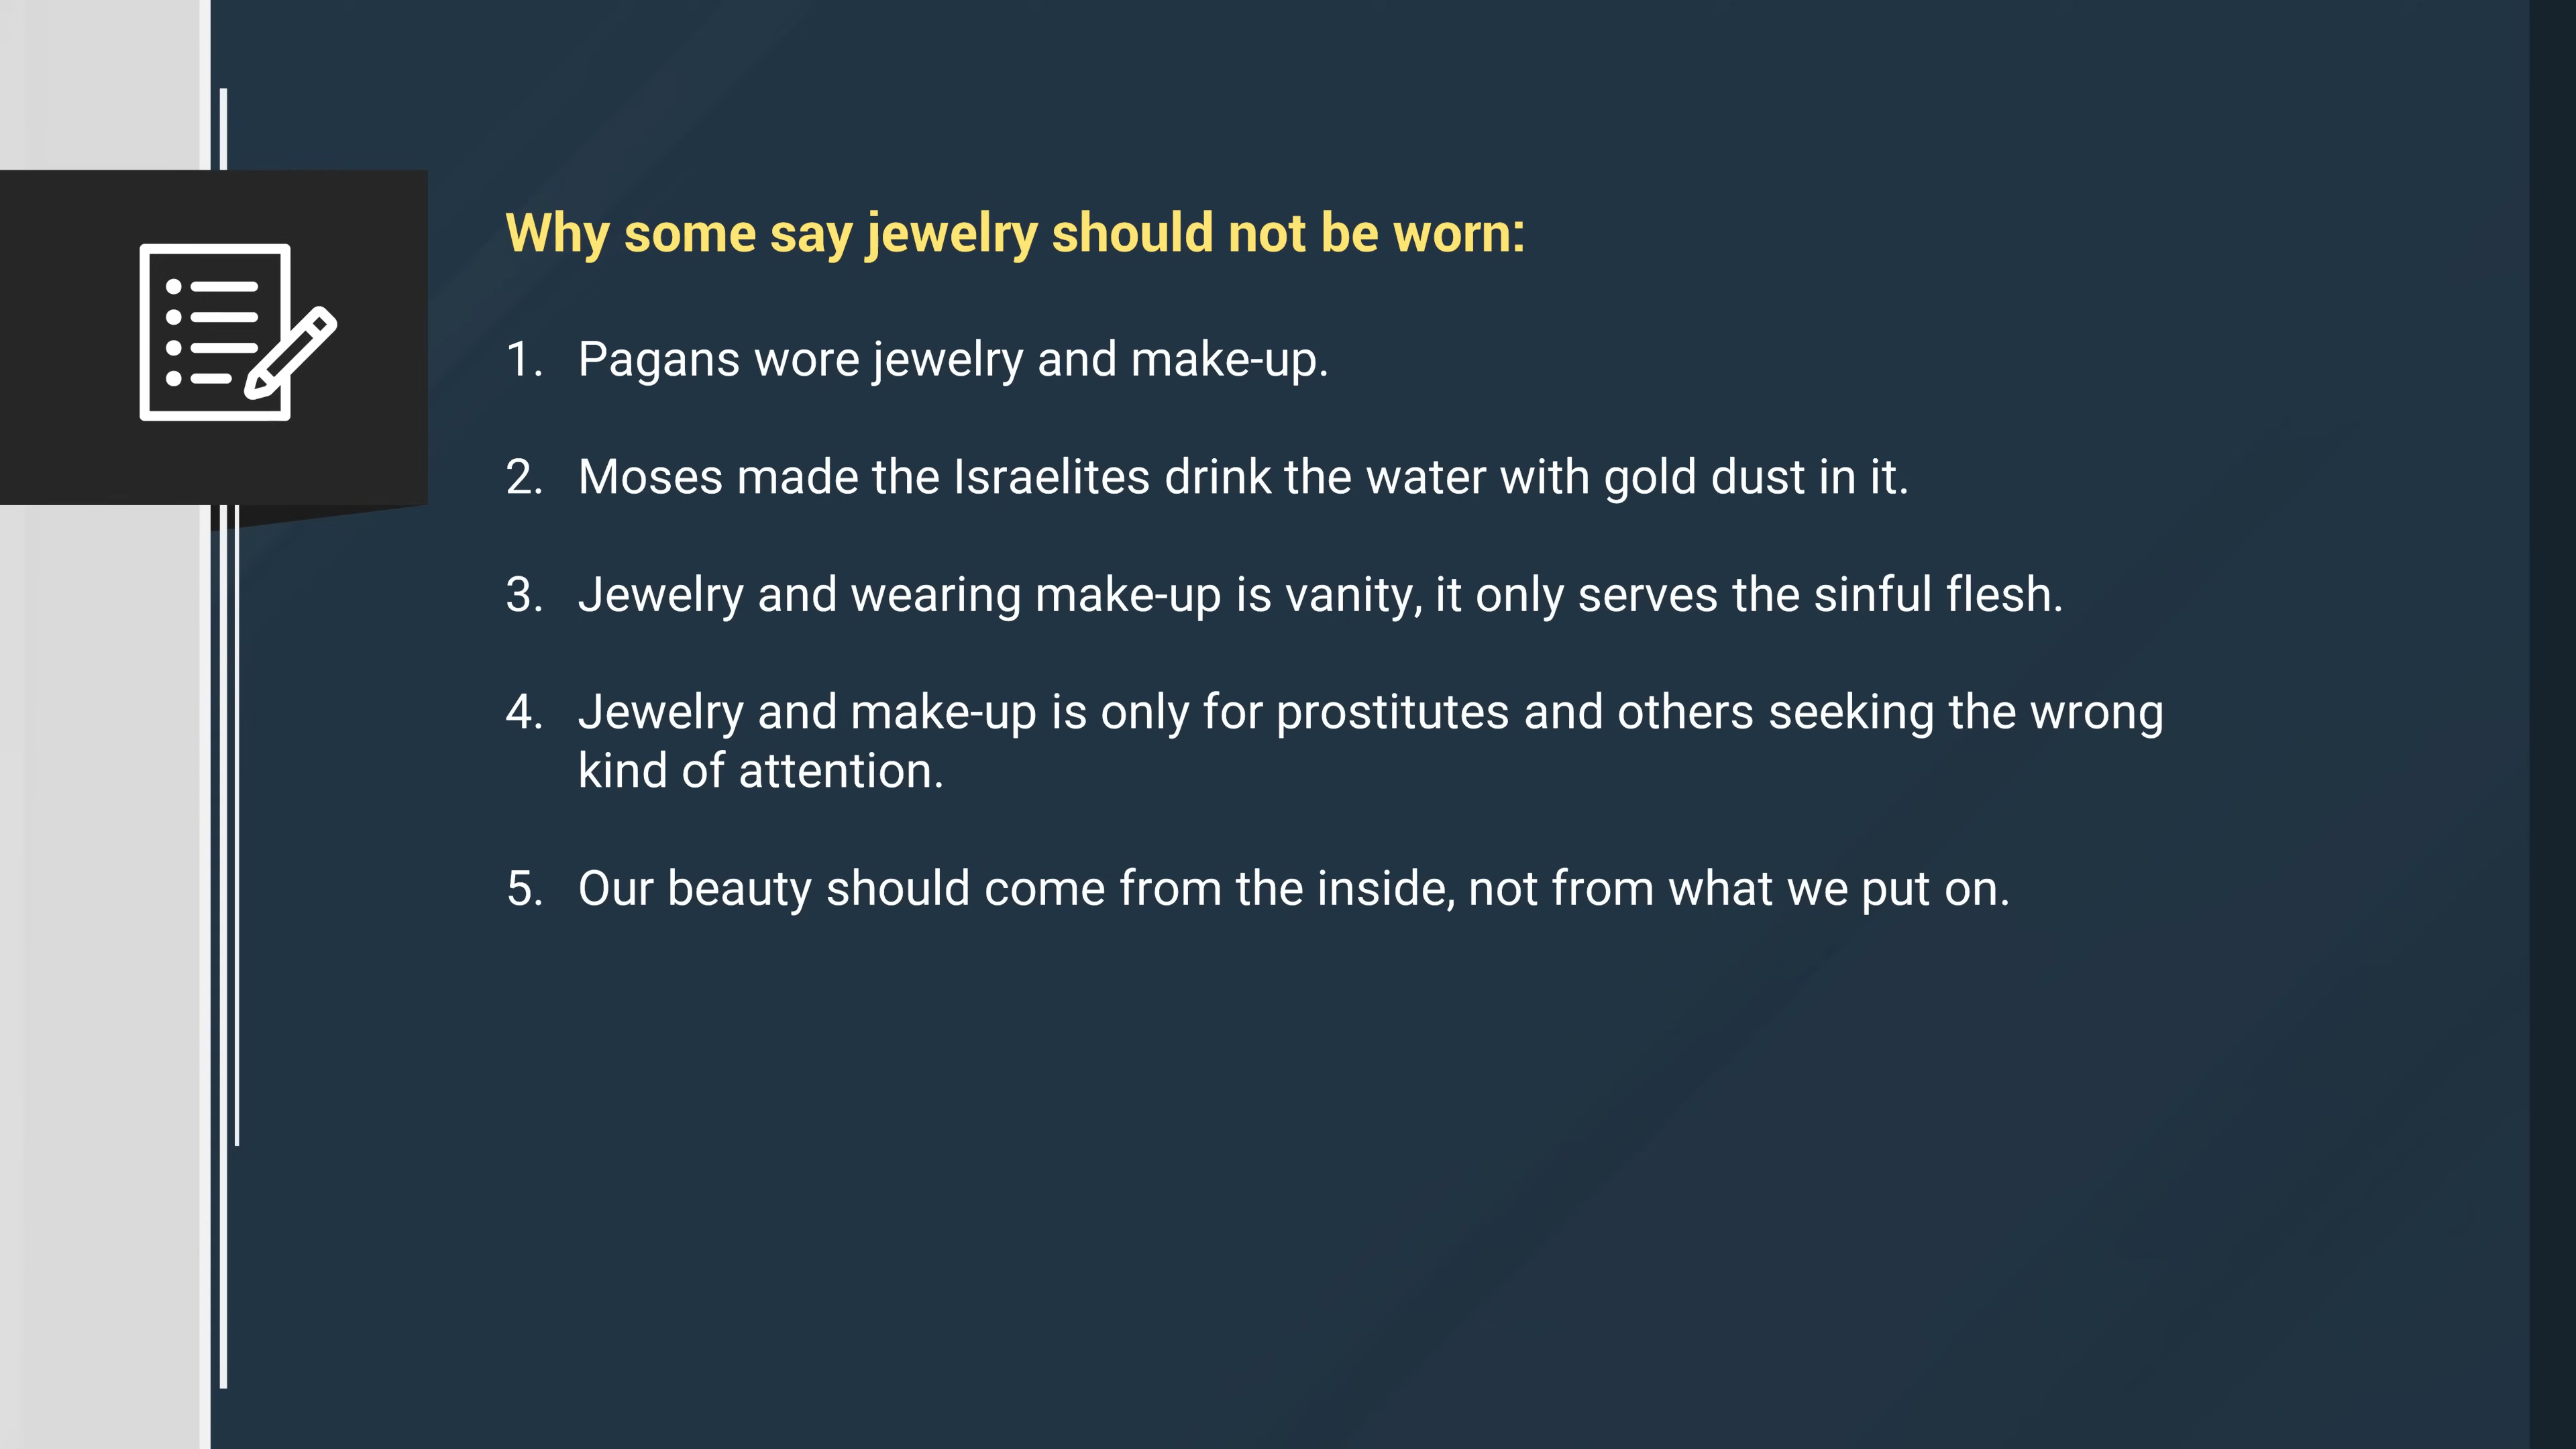 Why some say jewelry should not be worn:
1. Pagans wore jewelry and make-up.
2. Moses made the Israelites drink the water with gold dust in it.
3. Jewelry and wearing make-up is vanity, it only serves the sinful flesh.
4. Jewelry and make-up is only for prostitutes and others seeking the wrong
kind of attention.
5. Our beauty should come from the inside, not from what we put on.